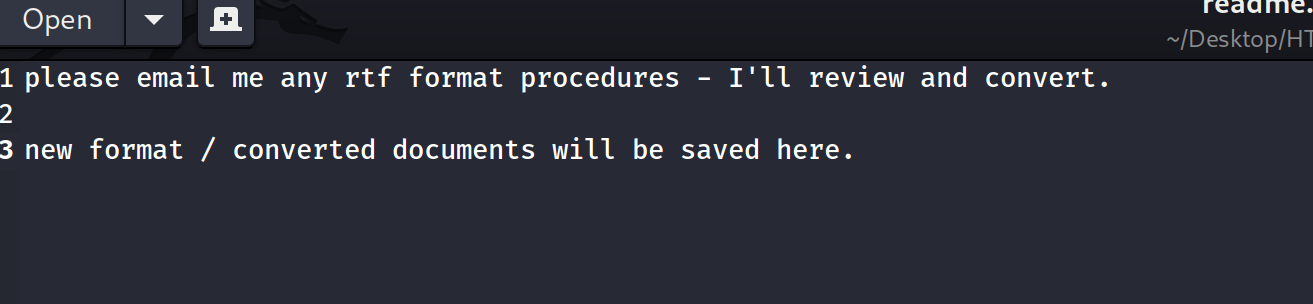 Open
readme.
~/Desktop/HT
1 please email me any rtf format procedures - I'll review and convert.
2
3 new format / converted documents will be saved here.